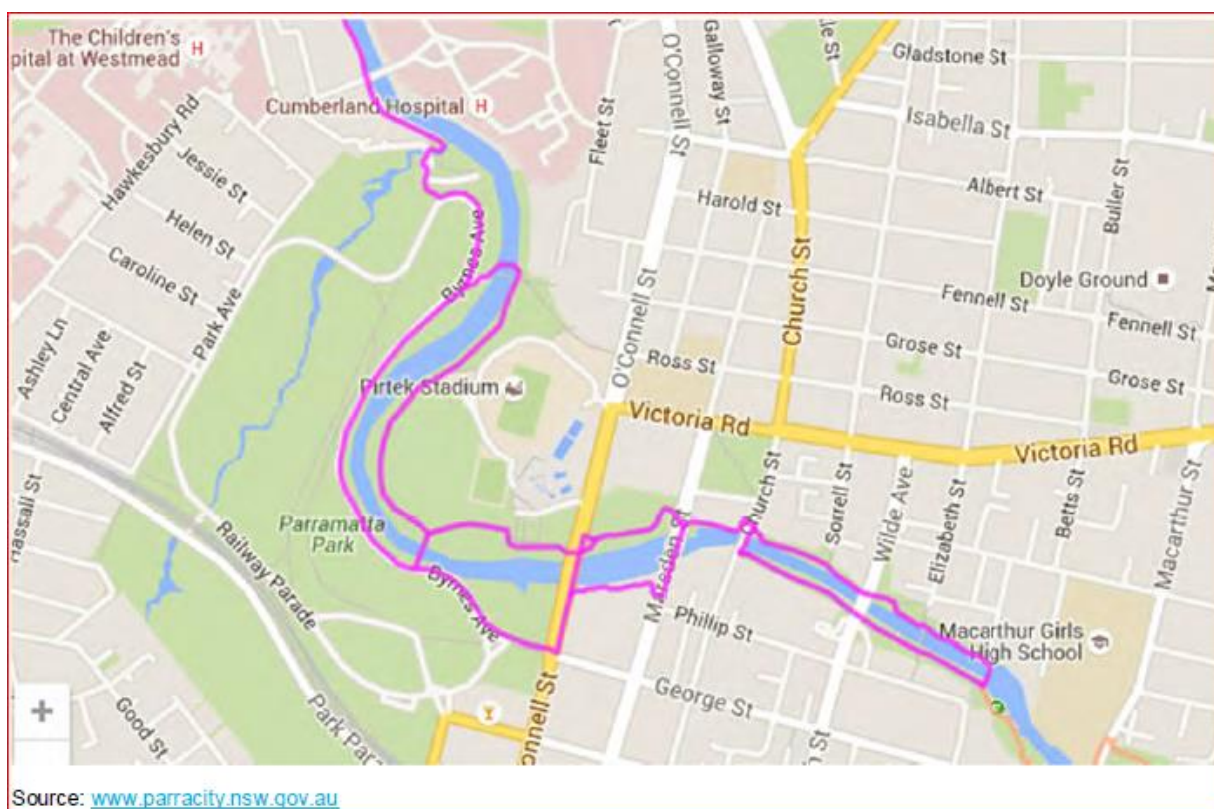 The Children's
pital at Westmead
H
Cumberland Hospital H
Hawkesbury Rd
Jessie St
Helen St
Caroline St
Park Ave
Ashley Ln
Central Ave
Alfred St
Byrnes Ave
Fleet St
O'Connell St
Galloway St
Gladstone St
Isabella St
Albert St
Buller St
Harold St
Church St
Doyle Ground
Fennell St
Fennell St
Grose St
Grose St
Ross St
Ross St
O'Connell St
Pirtek Stadium
Victoria Rd
Victoria Rd
Church St
Sorrell St
Wilde Ave
Elizabeth St
Betts St
Macarthur St
Parramatta
Park
Byrnes Ave
Marsden St
Phillip St
Macarthur Girls
High School
George St
Railway Parade
Good St
onnell St
+
Source: www.parracity.nsw.gov.au